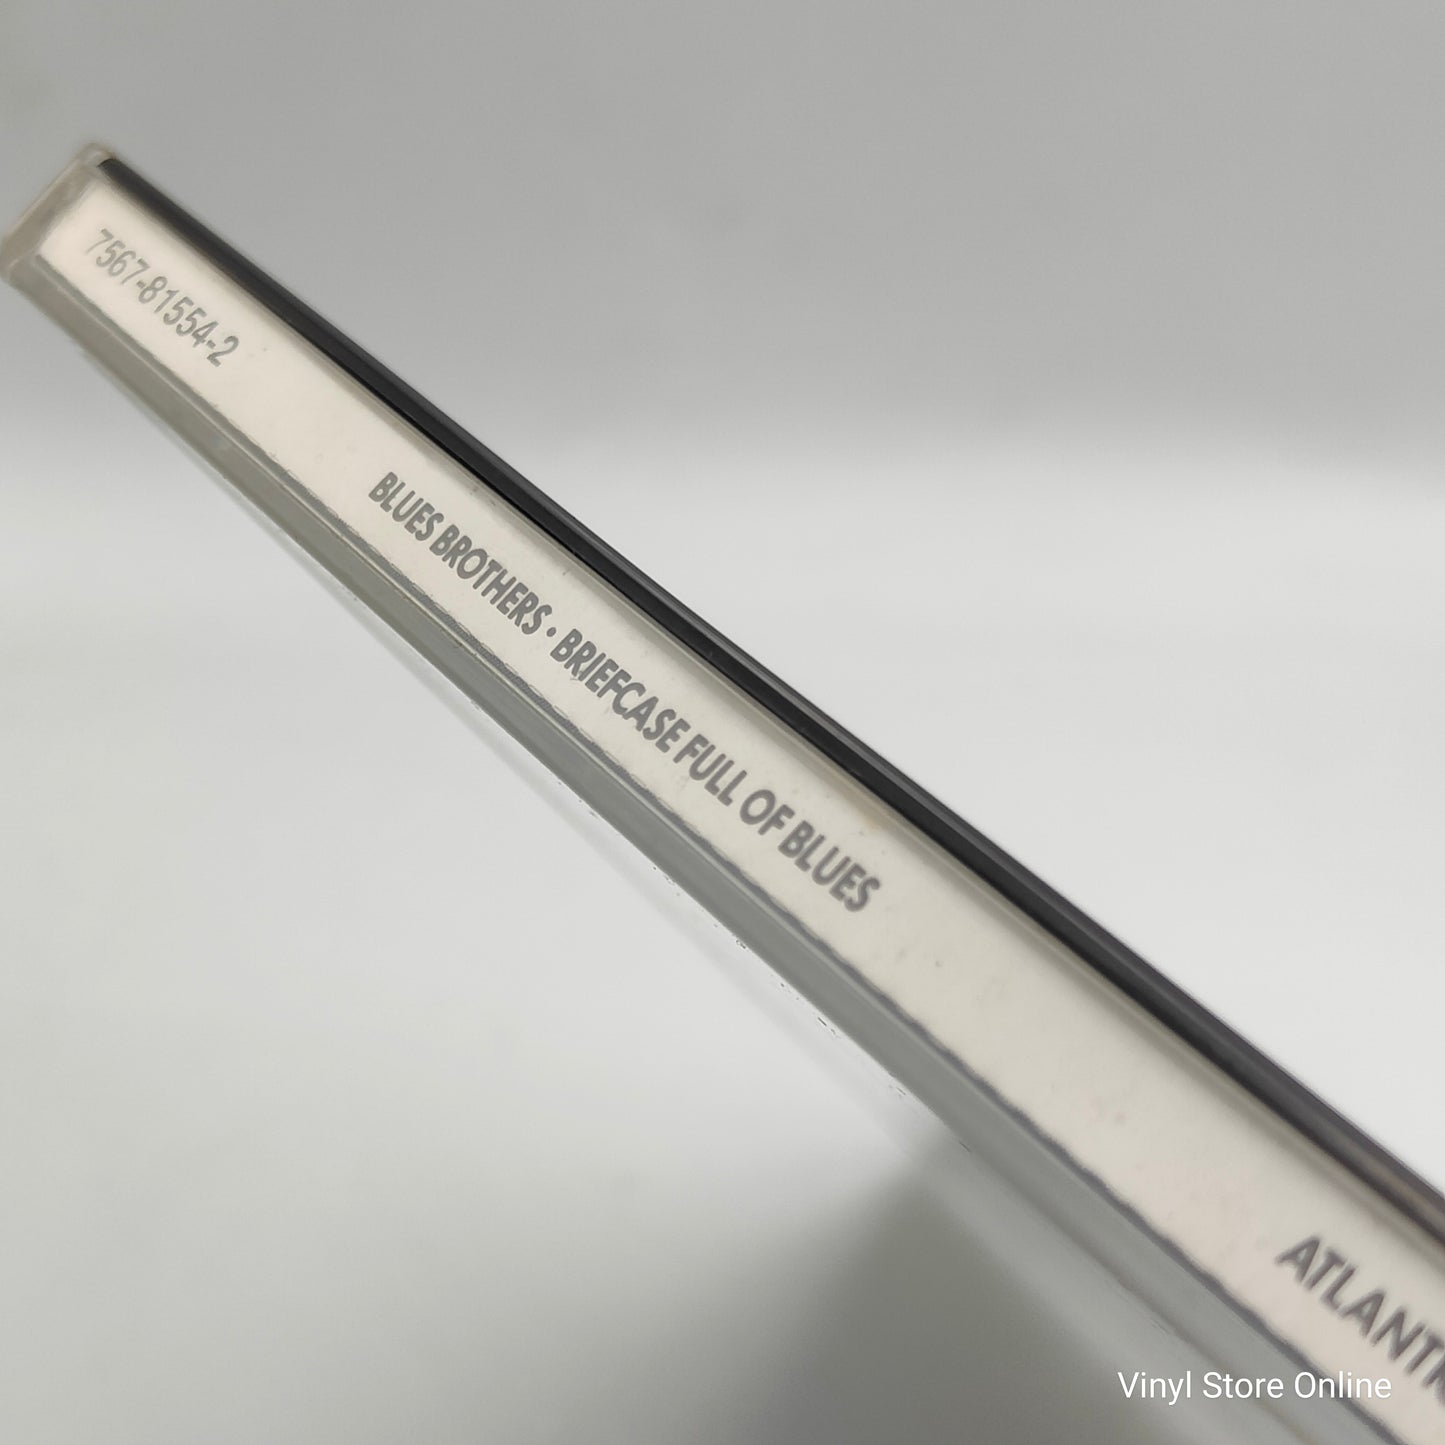 7567-81554-2
BLUES BROTHERS • BRIEFCASE FULL OF BLUES
Vinyl Store Online